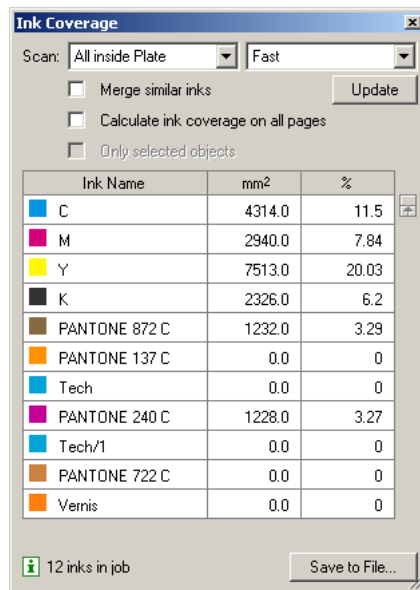 Ink Coverage
Scan: All inside Plate Fast
Merge similar inks Update
Calculate ink coverage on all pages
Only selected objects
Ink Name mm2 %
C 4314.0 11.5
M 2940.0 7.84
Y 7513.0 20.03
K 2326.0 6.2
PANTONE 872 C 1232.0 3.29
PANTONE 137 C 0.0 0
Tech 0.0 0
PANTONE 240 C 1228.0 3.27
Tech/1 0.0 0
PANTONE 722 C 0.0 0
Vernis 0.0 0
12 inks in job Save to File...